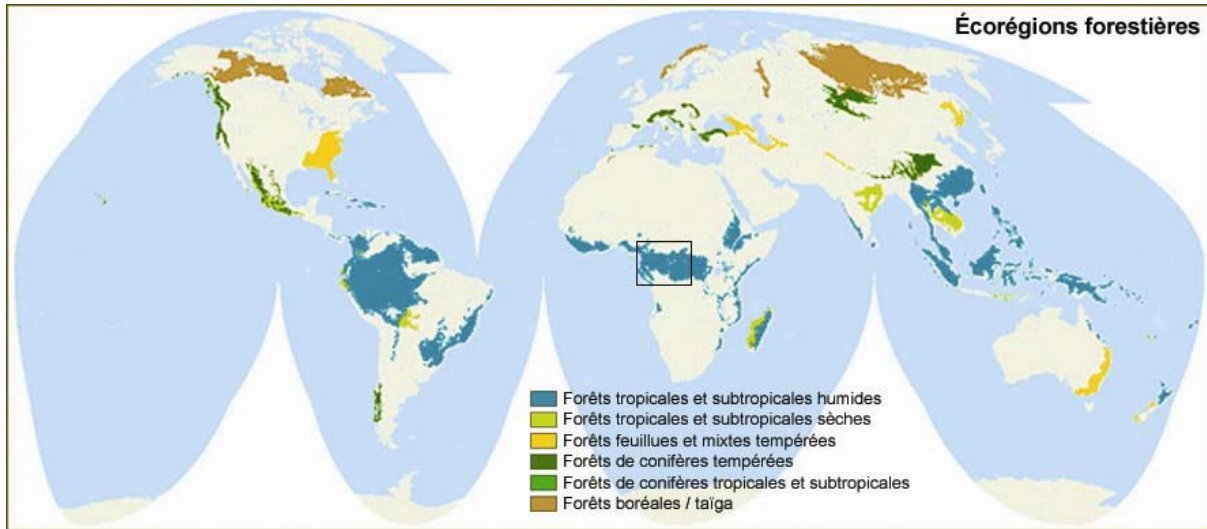 Écorégions forestières
Forêts tropicales et subtropicales humides
Forêts tropicales et subtropicales sèches
Forêts feuillues et mixtes tempérées
Forêts de conifères tempérées
Forêts de conifères tropicales et subtropicales
Forêts boréales / taïga